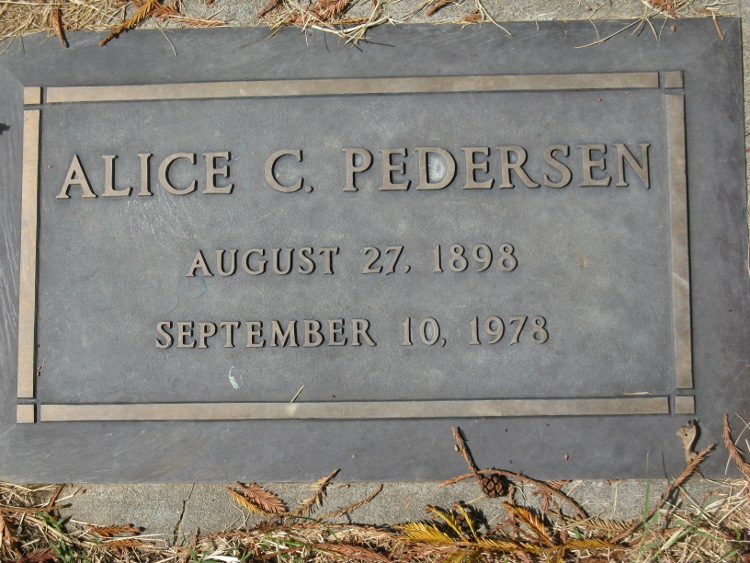 ALICE C. PEDERSEN
AUGUST 27, 1898
SEPTEMBER 10, 1978